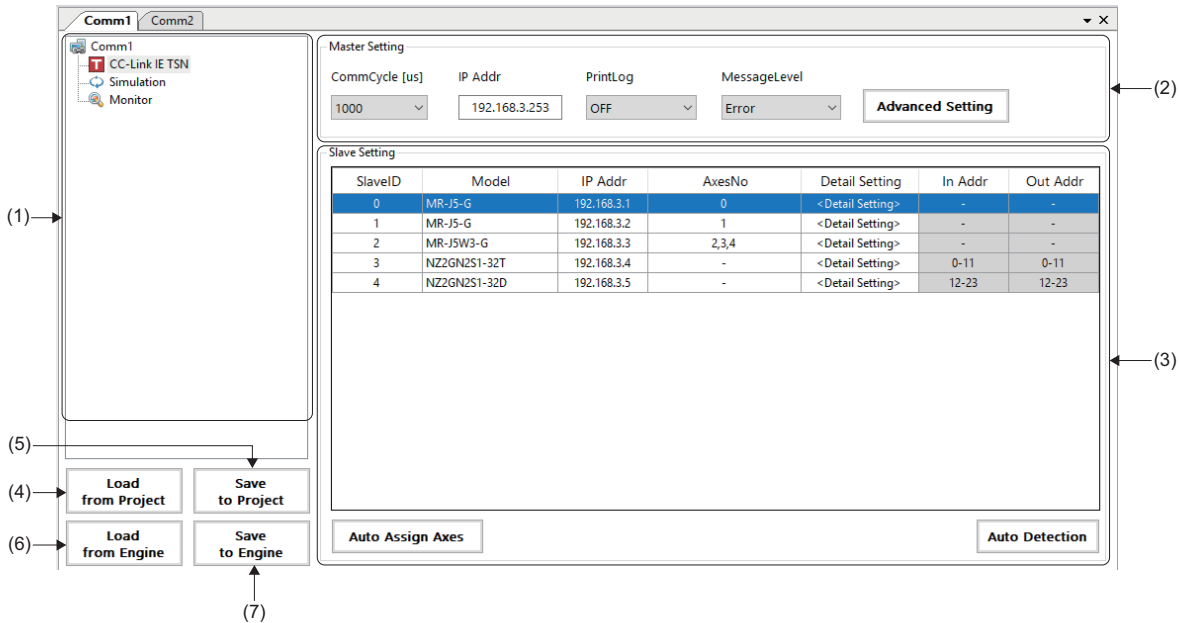 Comm1 Comm2
Comm1
CC-Link IE TSN
Simulation
Monitor
(1)
Master Setting
CommCycle [us] IP Addr PrintLog MessageLevel
1000 192.168.3.253 OFF Error Advanced Setting
(2)
Slave Setting
SlaveID Model IP Addr AxesNo Detail Setting In Addr Out Addr
0 MR-J5-G 192.168.3.1 0 <Detail Setting> - -
1 MR-J5-G 192.168.3.2 1 <Detail Setting> - -
2 MR-J5W3-G 192.168.3.3 2,3,4 <Detail Setting> - -
3 NZ2GN2S1-32T 192.168.3.4 - <Detail Setting> 0-11 0-11
4 NZ2GN2S1-32D 192.168.3.5 - <Detail Setting> 12-23 12-23
(3)
Auto Assign Axes Auto Detection
(5)
(4)
Load
from Project
Save
to Project
(6)
Load
from Engine
Save
to Engine
(7)